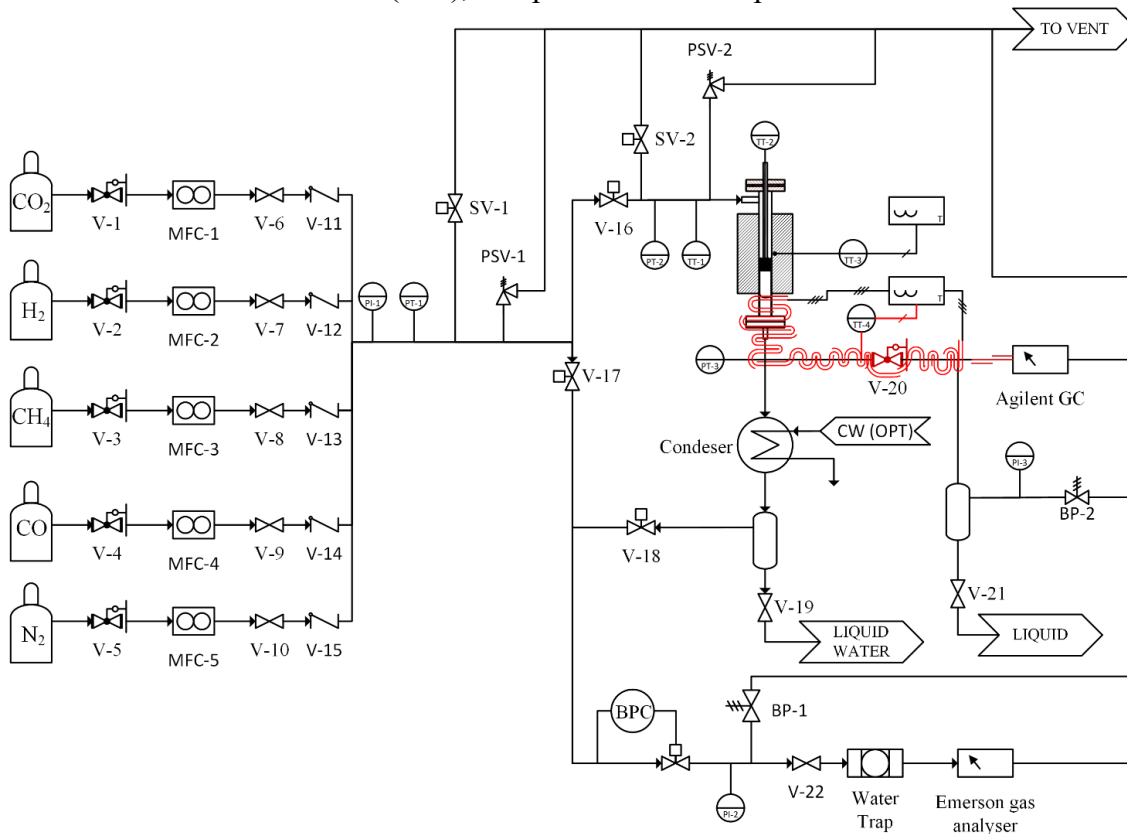 TO VENT
PSV-2
SV-2
TT-2
CO2
V-1
MFC-1
V-6
V-11
SV-1
V-16
PT-2
TT-1
TT-3
T
PSV-1
H2
V-2
MFC-2
V-7
V-12
PI-1
PT-1
T
TT-4
V-17
PT-3
V-20
Agilent GC
CH4
V-3
MFC-3
V-8
V-13
Condeser
CW (OPT)
PI-3
BP-2
CO
V-4
MFC-4
V-9
V-14
V-18
V-19
V-21
N2
V-5
MFC-5
V-10
V-15
LIQUID
WATER
LIQUID
BPC
BP-1
PI-2
V-22
Water
Trap
Emerson gas
analyser